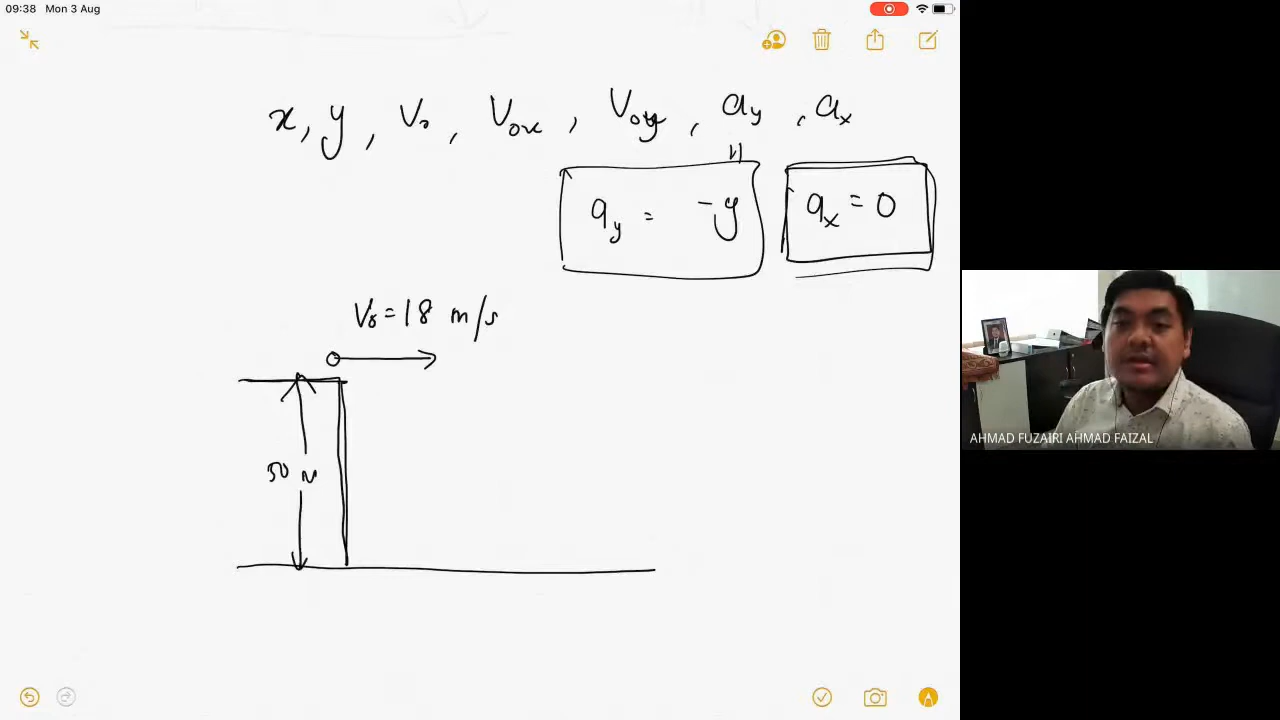 09:38 Mon 3 Aug
x, y, V₀, V₀ₓ, V₀y, ay, aₓ
ay = -g
aₓ = 0
V₀ = 18 m/s
50 m
AHMAD FUZAIRI AHMAD FAIZAL